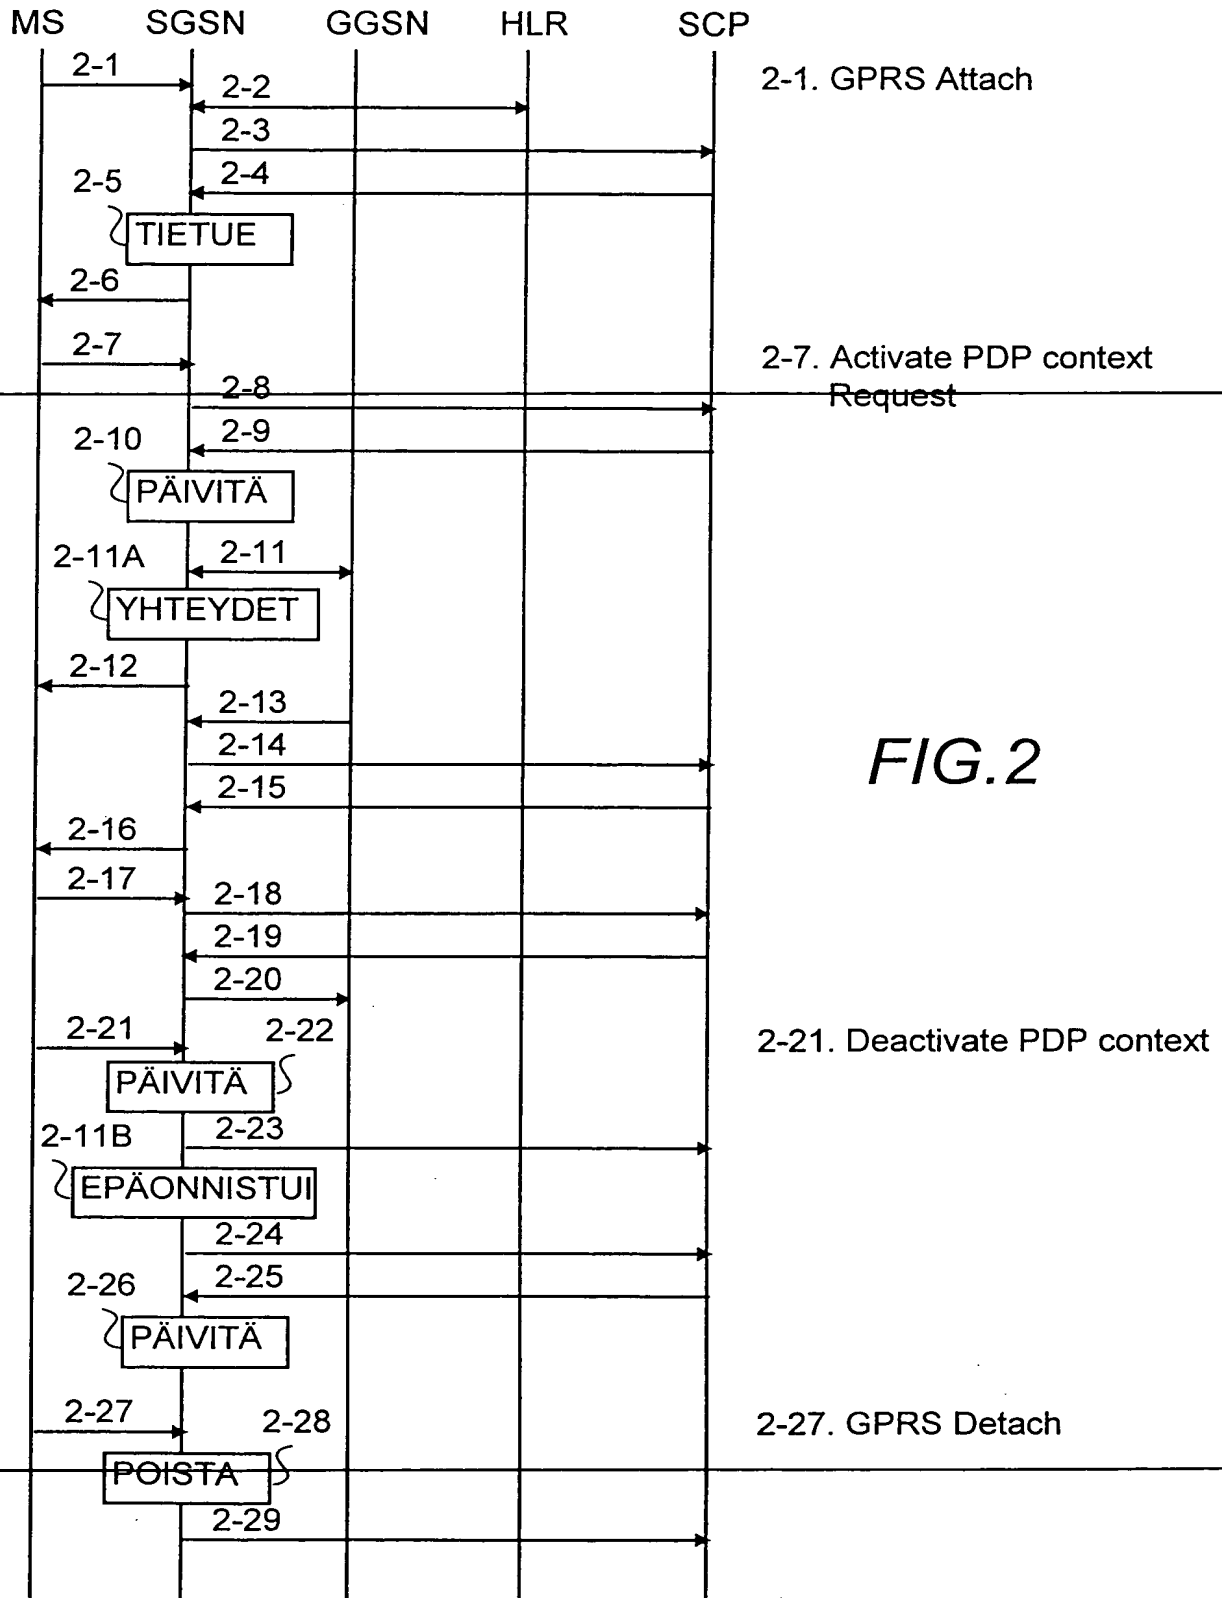 MS SGSN GGSN HLR SCP
2-1
2-1. GPRS Attach
2-2
2-3
2-4
2-5
TIETUE
2-6
2-7
2-7. Activate PDP context
Request
2-8
2-9
2-10
PÄIVITÄ
2-11
2-11A
YHTEYDET
2-12
2-13
2-14
FIG.2
2-15
2-16
2-17
2-18
2-19
2-20
2-21
2-22
2-21. Deactivate PDP context
PÄIVITÄ
2-23
2-11B
EPÄONNISTUI
2-24
2-25
2-26
PÄIVITÄ
2-27
2-28
2-27. GPRS Detach
POISTA
2-29